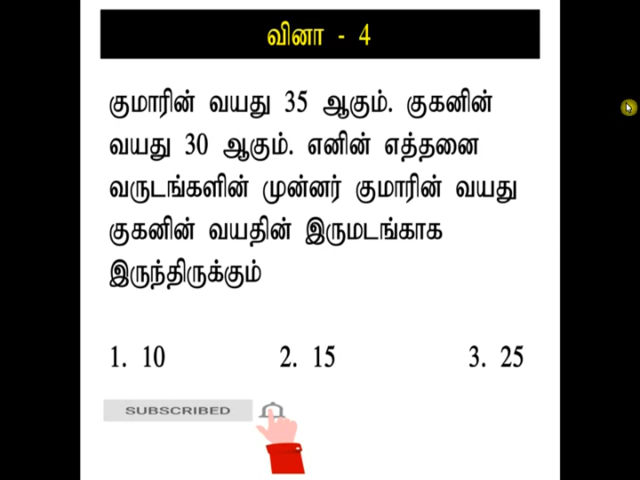 வினா - 4
குமாரின் வயது 35 ஆகும். குகனின்
வயது 30 ஆகும். எனின் எத்தனை
வருடங்களின் முன்னர் குமாரின் வயது
குகனின் வயதின் இருமடங்காக
இருந்திருக்கும்
1. 10 2. 15 3. 25
SUBSCRIBED